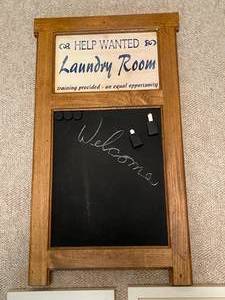 HELP WANTED
Laundry Room
training provided - an equal opportunity
Welcome